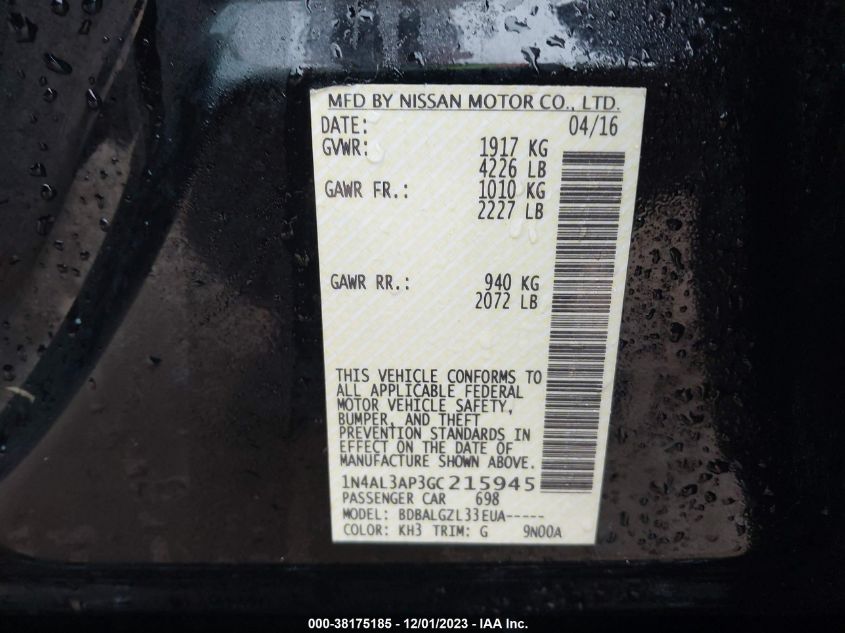 MFD BY NISSAN MOTOR CO., LTD.
DATE: 04/16
GVWR: 1917 KG
4226 LB
GAWR FR.: 1010 KG
2227 LB
GAWR RR.: 940 KG
2072 LB
THIS VEHICLE CONFORMS TO
ALL APPLICABLE FEDERAL
MOTOR VEHICLE SAFETY,
BUMPER, AND THEFT
PREVENTION STANDARDS IN
EFFECT ON THE DATE OF
MANUFACTURE SHOWN ABOVE.
1N4AL3AP3GC215945
PASSENGER CAR 698
MODEL: BDBALGZL33EUA-----
COLOR: KH3 TRIM: G 9N00A
000-38175185 - 12/01/2023 - IAA Inc.